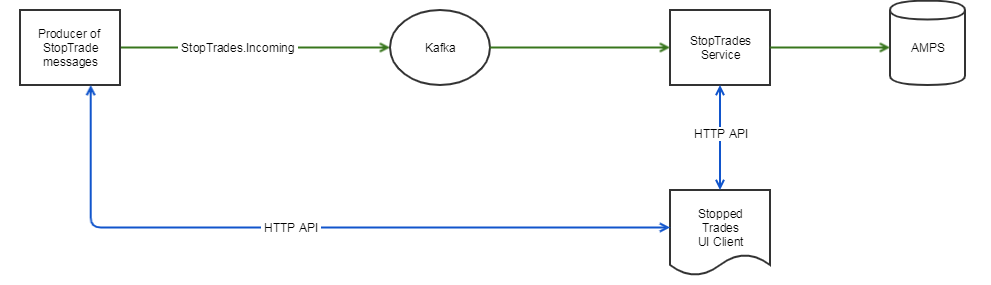 Producer of
StopTrade
messages
StopTrades.Incoming
Kafka
StopTrades
Service
AMPS
HTTP API
HTTP API
Stopped
Trades
UI Client